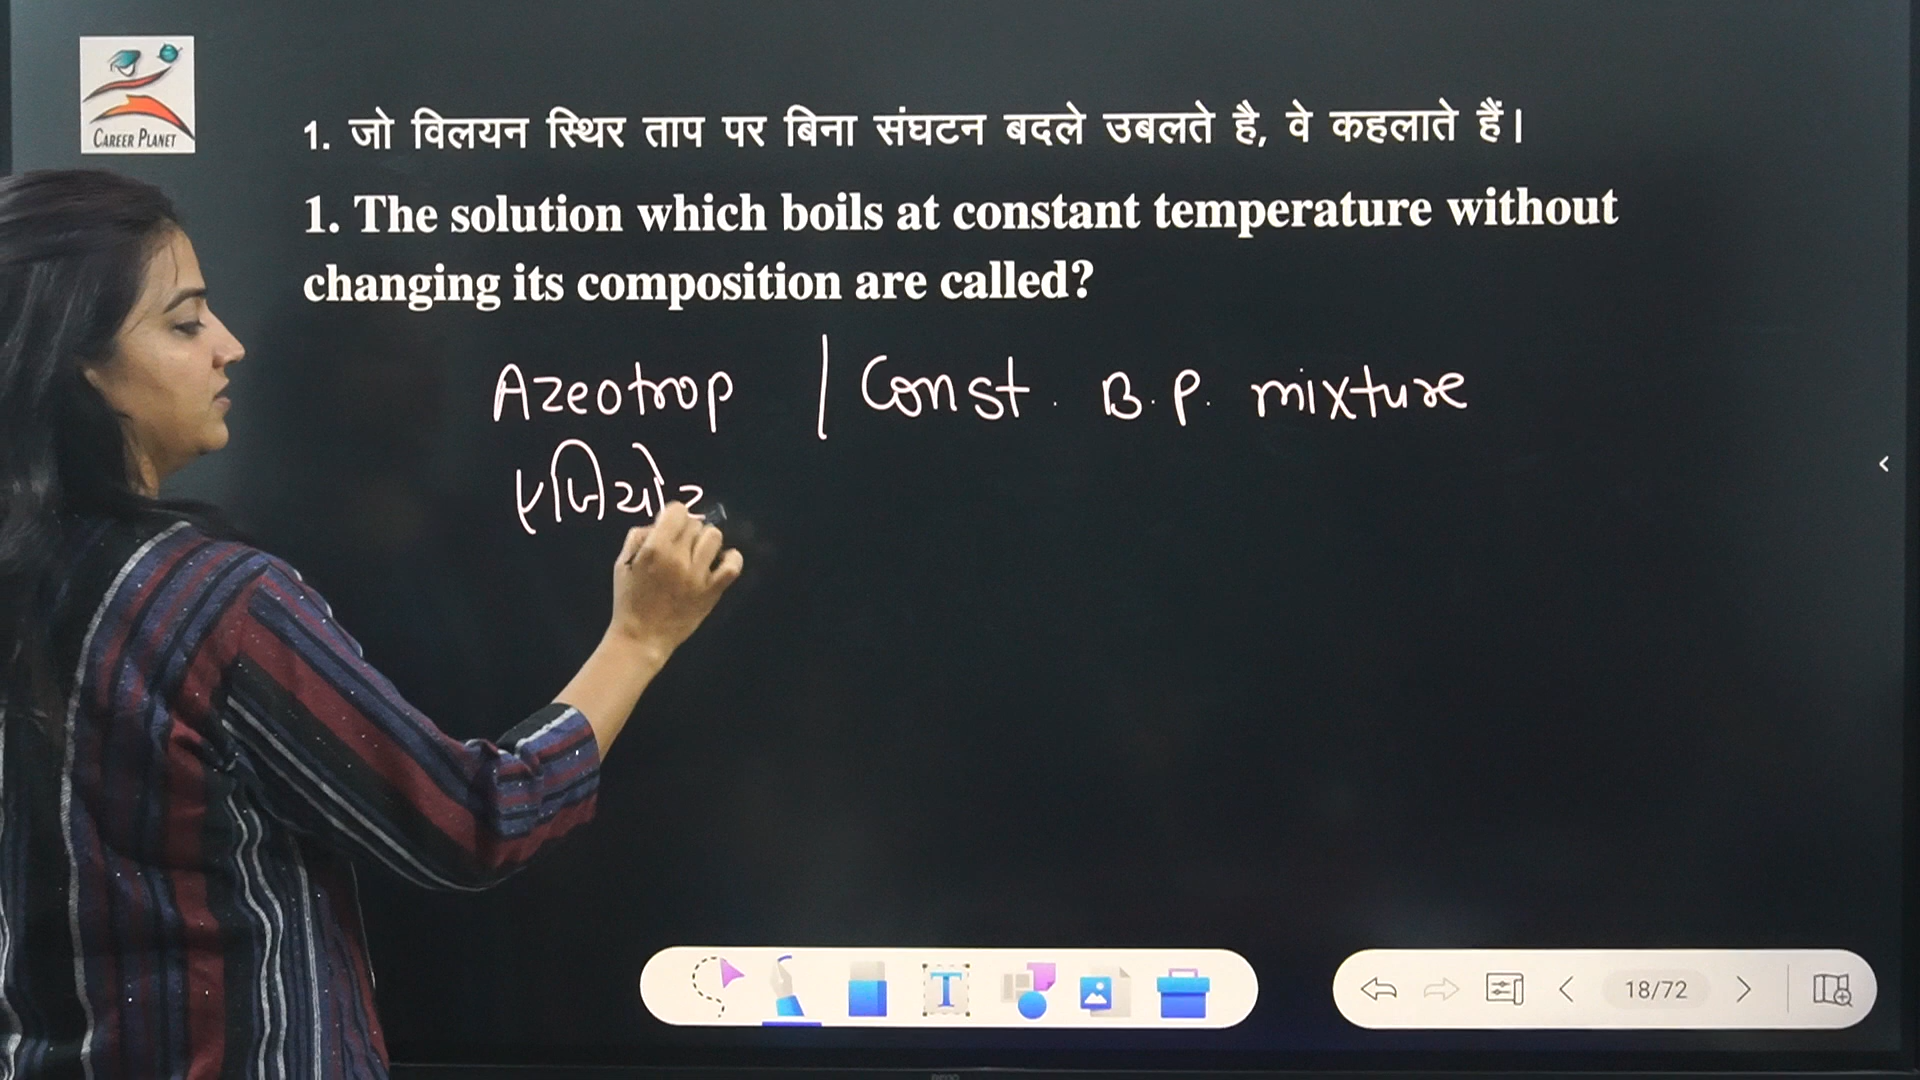 CAREER PLANET
1. जो विलयन स्थिर ताप पर बिना संघटन बदले उबलते है, वे कहलाते हैं।
1. The solution which boils at constant temperature without
changing its composition are called?
Azeotrop | Const. B.P. mixture
T
18/72